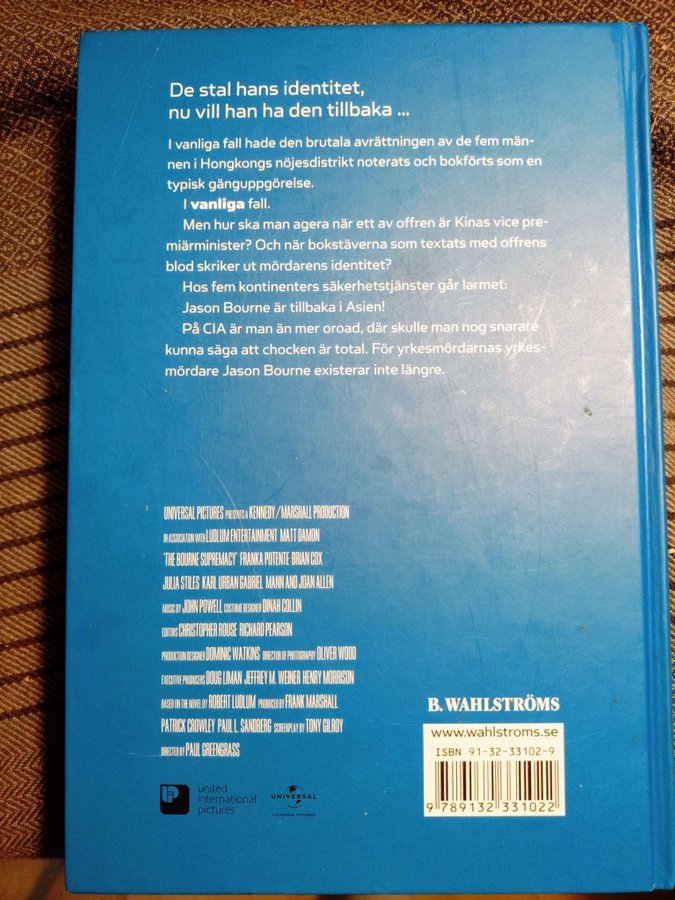 De stal hans identitet,
nu vill han ha den tillbaka ...
I vanliga fall hade den brutala avrättningen av de fem män-
nen i Hongkongs nöjesdistrikt noterats och bokförts som en
typisk gänguppgörelse.
I vanliga fall.
Men hur ska man agera när ett av offren är Kinas vice pre-
miärminister? Och när bokstäverna som textats med offrens
blod skriker ut mördarens identitet?
Hos fem kontinenters säkerhetstjänster går larmet:
Jason Bourne är tillbaka i Asien!
På CIA är man än mer oroad, där skulle man nog snarare
kunna säga att chocken är total. För yrkesmördarnas yrkes-
mördare Jason Bourne existerar inte längre.
UNIVERSAL PICTURES PRESENTS A KENNEDY/MARSHALL PRODUCTION
IN ASSOCIATION WITH LUDLUM ENTERTAINMENT MATT DAMON
"THE BOURNE SUPREMACY" FRANKA POTENTE BRIAN COX
JULIA STILES KARL URBAN GABRIEL MANN AND JOAN ALLEN
MUSIC BY JOHN POWELL COSTUME DESIGNER DINAH COLLIN
EDITORS CHRISTOPHER ROUSE RICHARD PEARSON
PRODUCTION DESIGNER DOMINIC WATKINS DIRECTOR OF PHOTOGRAPHY OLIVER WOOD
EXECUTIVE PRODUCERS DOUG LIMAN JEFFREY M. WEINER HENRY MORRISON
BASED ON THE NOVEL BY ROBERT LUDLUM PRODUCED BY FRANK MARSHALL
PATRICK CROWLEY PAUL L. SANDBERG SCREENPLAY BY TONY GILROY
DIRECTED BY PAUL GREENGRASS
united
international
pictures
UNIVERSAL
UNIVERSAL PICTURES
B. WAHLSTRÖMS
www.wahlstroms.se
ISBN 91-32-33102-9
9 789132 331022